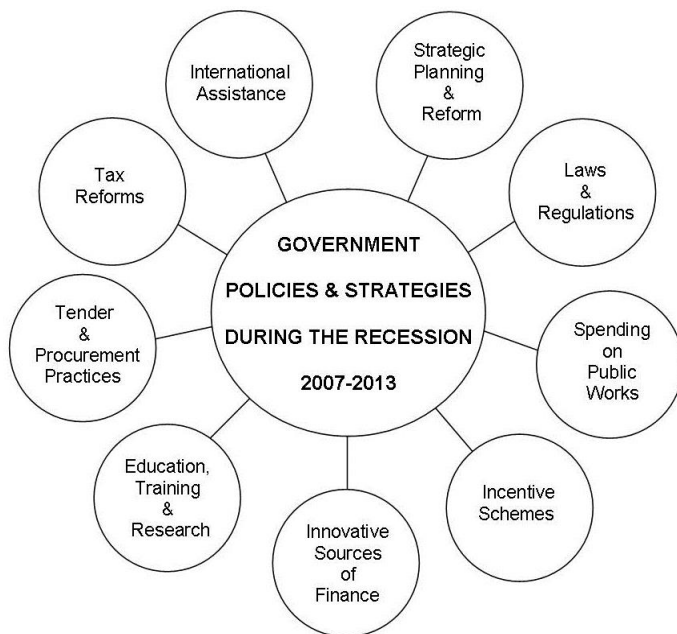 GOVERNMENT
POLICIES & STRATEGIES
DURING THE RECESSION
2007-2013
Strategic
Planning
&
Reform
Laws
&
Regulations
Spending
on
Public
Works
Incentive
Schemes
Innovative
Sources
of
Finance
Education,
Training
&
Research
Tender
&
Procurement
Practices
Tax
Reforms
International
Assistance